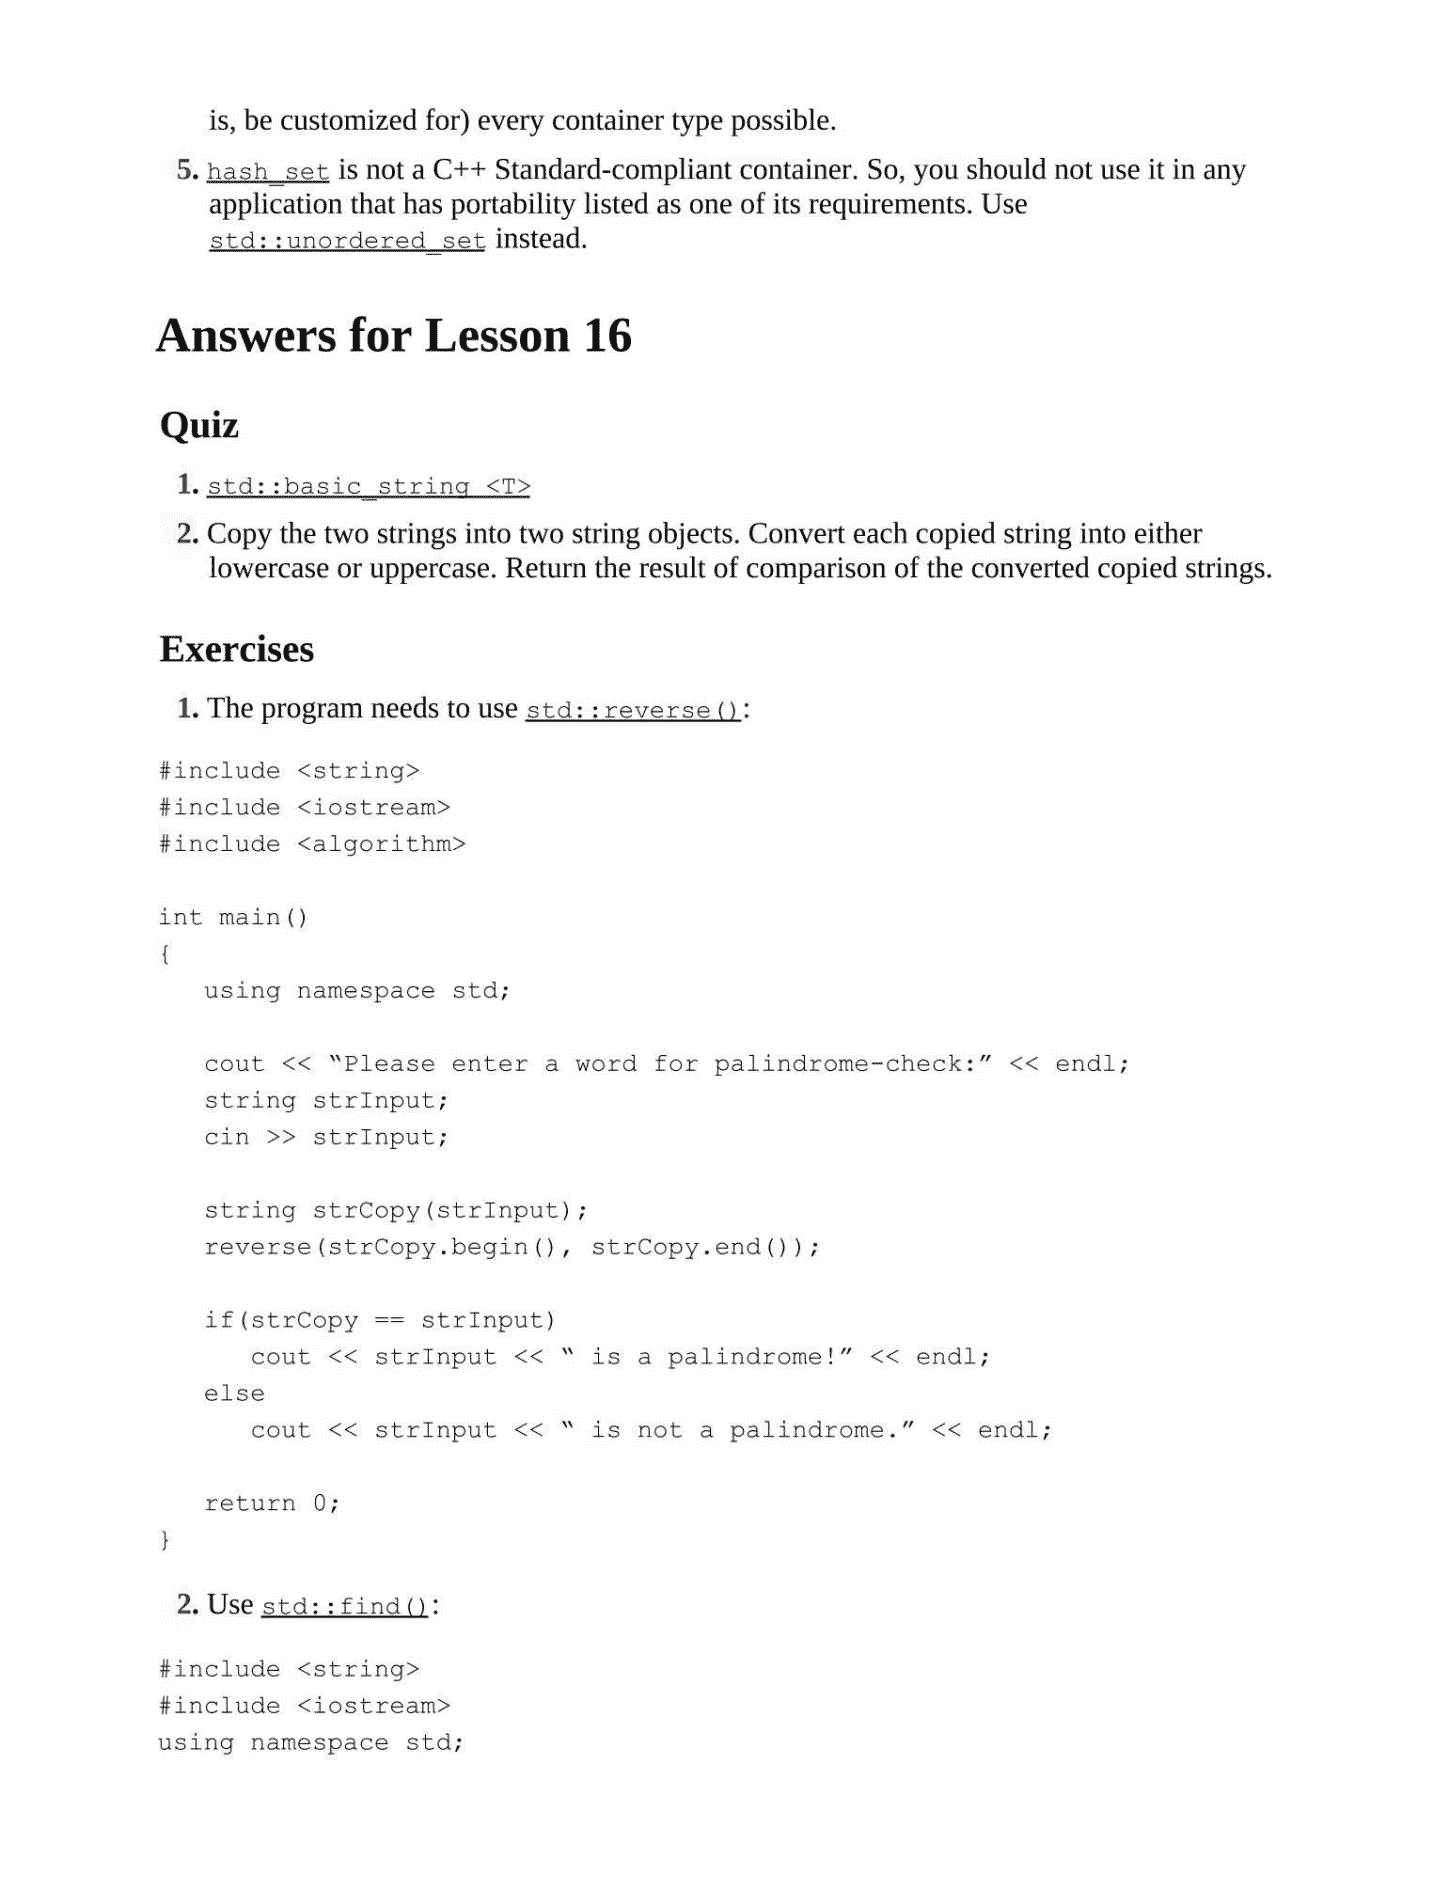 is, be customized for) every container type possible.
5. hash_set is not a C++ Standard-compliant container. So, you should not use it in any
application that has portability listed as one of its requirements. Use
std::unordered_set instead.
Answers for Lesson 16
Quiz
1. std::basic_string <T>
2. Copy the two strings into two string objects. Convert each copied string into either
lowercase or uppercase. Return the result of comparison of the converted copied strings.
Exercises
1. The program needs to use std::reverse():
#include <string>
#include <iostream>
#include <algorithm>
int main()
{
   using namespace std;
   cout << “Please enter a word for palindrome-check:” << endl;
   string strInput;
   cin >> strInput;
   string strCopy(strInput);
   reverse(strCopy.begin(), strCopy.end());
   if(strCopy == strInput)
      cout << strInput << “ is a palindrome!” << endl;
   else
      cout << strInput << “ is not a palindrome.” << endl;
   return 0;
}
2. Use std::find():
#include <string>
#include <iostream>
using namespace std;